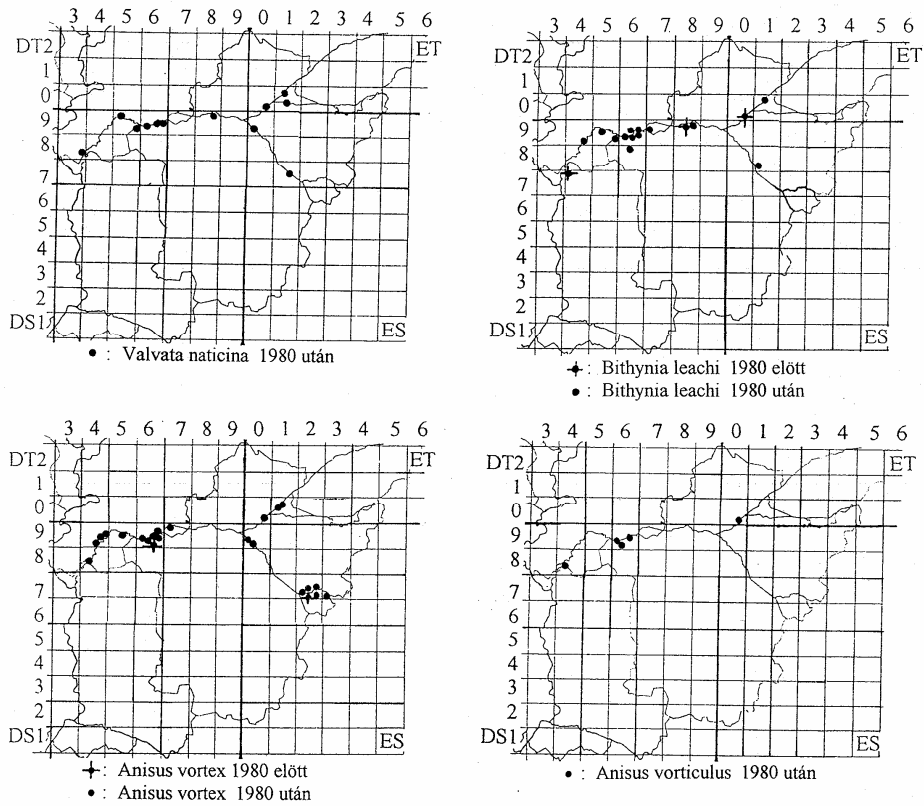 3 4 5 6 7 8 9 0 1 2 3 4 5 6
DT2 ET
1
0
9
8
7
6
5
4
3
2
DS1 ES
● : Valvata naticina 1980 után
3 4 5 6 7 8 9 0 1 2 3 4 5 6
DT2 ET
1
0
9
8
7
6
5
4
3
2
DS1 ES
: Bithynia leachi 1980 elött
● : Bithynia leachi 1980 után
3 4 5 6 7 8 9 0 1 2 3 4 5 6
DT2 ET
1
0
9
8
7
6
5
4
3
2
DS1 ES
: Anisus vortex 1980 elött
● : Anisus vortex 1980 után
3 4 5 6 7 8 9 0 1 2 3 4 5 6
DT2 ET
1
0
9
8
7
6
5
4
3
2
DS1 ES
● : Anisus vorticulus 1980 után